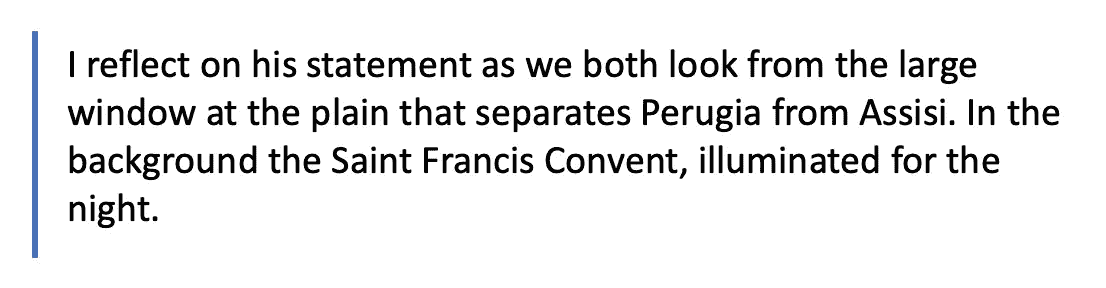 I reflect on his statement as we both look from the large
window at the plain that separates Perugia from Assisi. In the
background the Saint Francis Convent, illuminated for the
night.